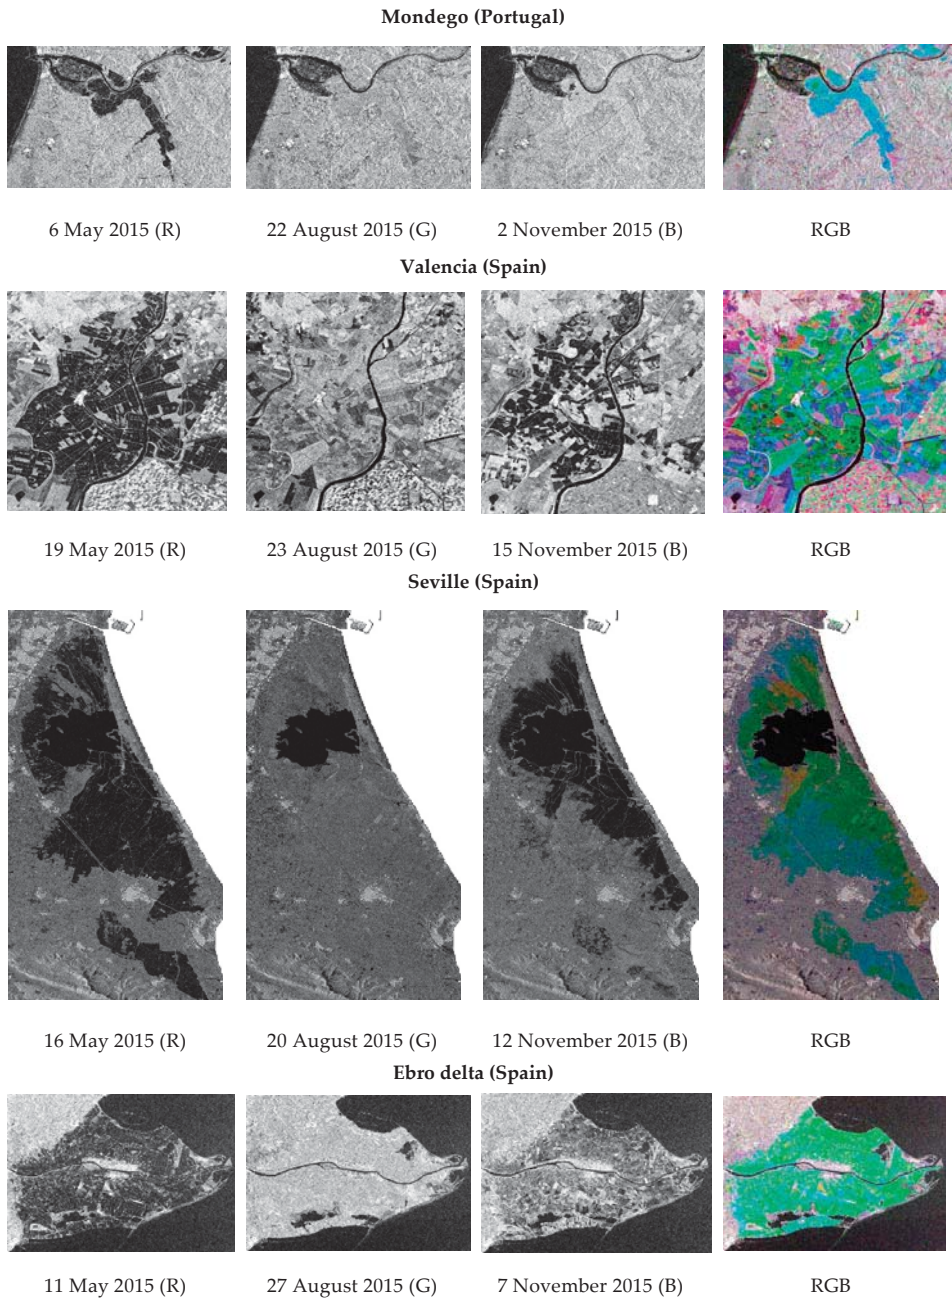 Mondego (Portugal)
6 May 2015 (R) 22 August 2015 (G) 2 November 2015 (B) RGB
Valencia (Spain)
19 May 2015 (R) 23 August 2015 (G) 15 November 2015 (B) RGB
Seville (Spain)
16 May 2015 (R) 20 August 2015 (G) 12 November 2015 (B) RGB
Ebro delta (Spain)
11 May 2015 (R) 27 August 2015 (G) 7 November 2015 (B) RGB